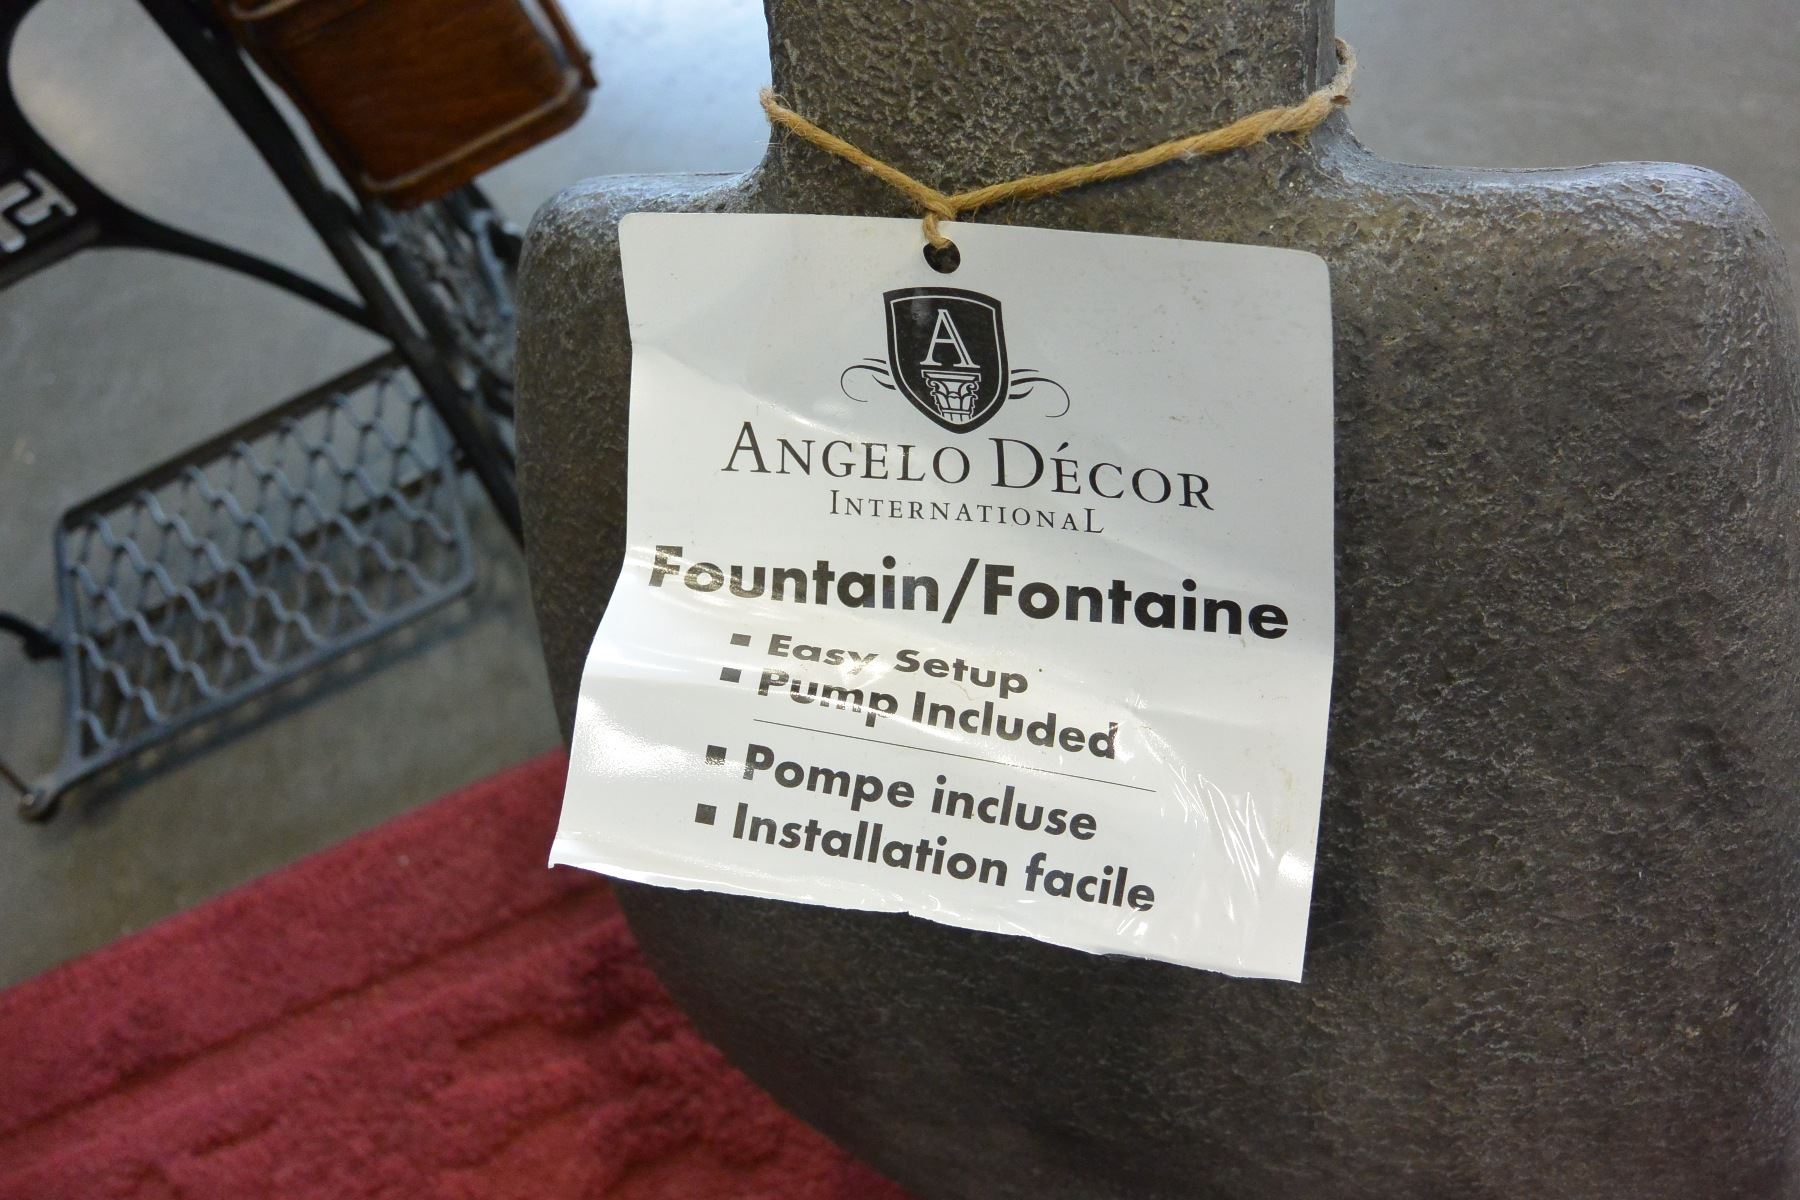 A
ANGELO DÉCOR
INTERNATIONAL
Fountain/Fontaine
▪ Easy Setup
▪ Pump Included
▪ Pompe incluse
▪ Installation facile